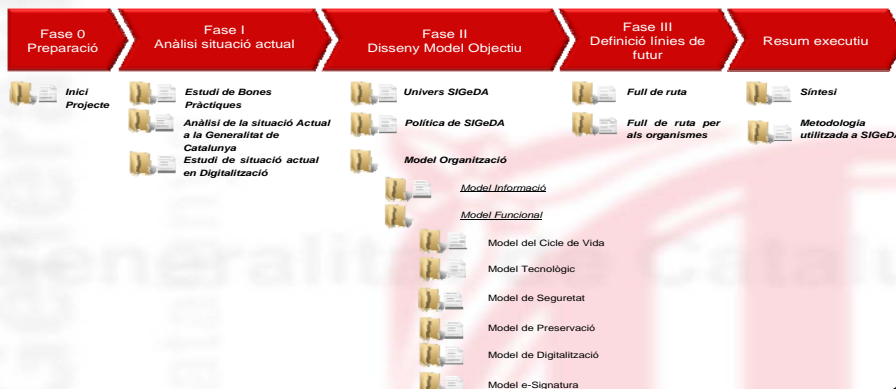 Fase 0
Preparació
Fase I
Anàlisi situació actual
Fase II
Disseny Model Objectiu
Fase III
Definició línies de
futur
Resum executiu
Inici
Projecte
Estudi de Bones
Pràctiques
Anàlisi de la situació Actual
a la Generalitat de
Catalunya
Estudi de situació actual
en Digitalització
Univers SIGeDA
Política de SIGeDA
Model Organització
Model Informació
Model Funcional
Model del Cicle de Vida
Model Tecnològic
Model de Seguretat
Model de Preservació
Model de Digitalització
Model e-Signatura
Full de ruta
Full de ruta per
als organismes
Síntesi
Metodologia
utilitzada a SIGeDA